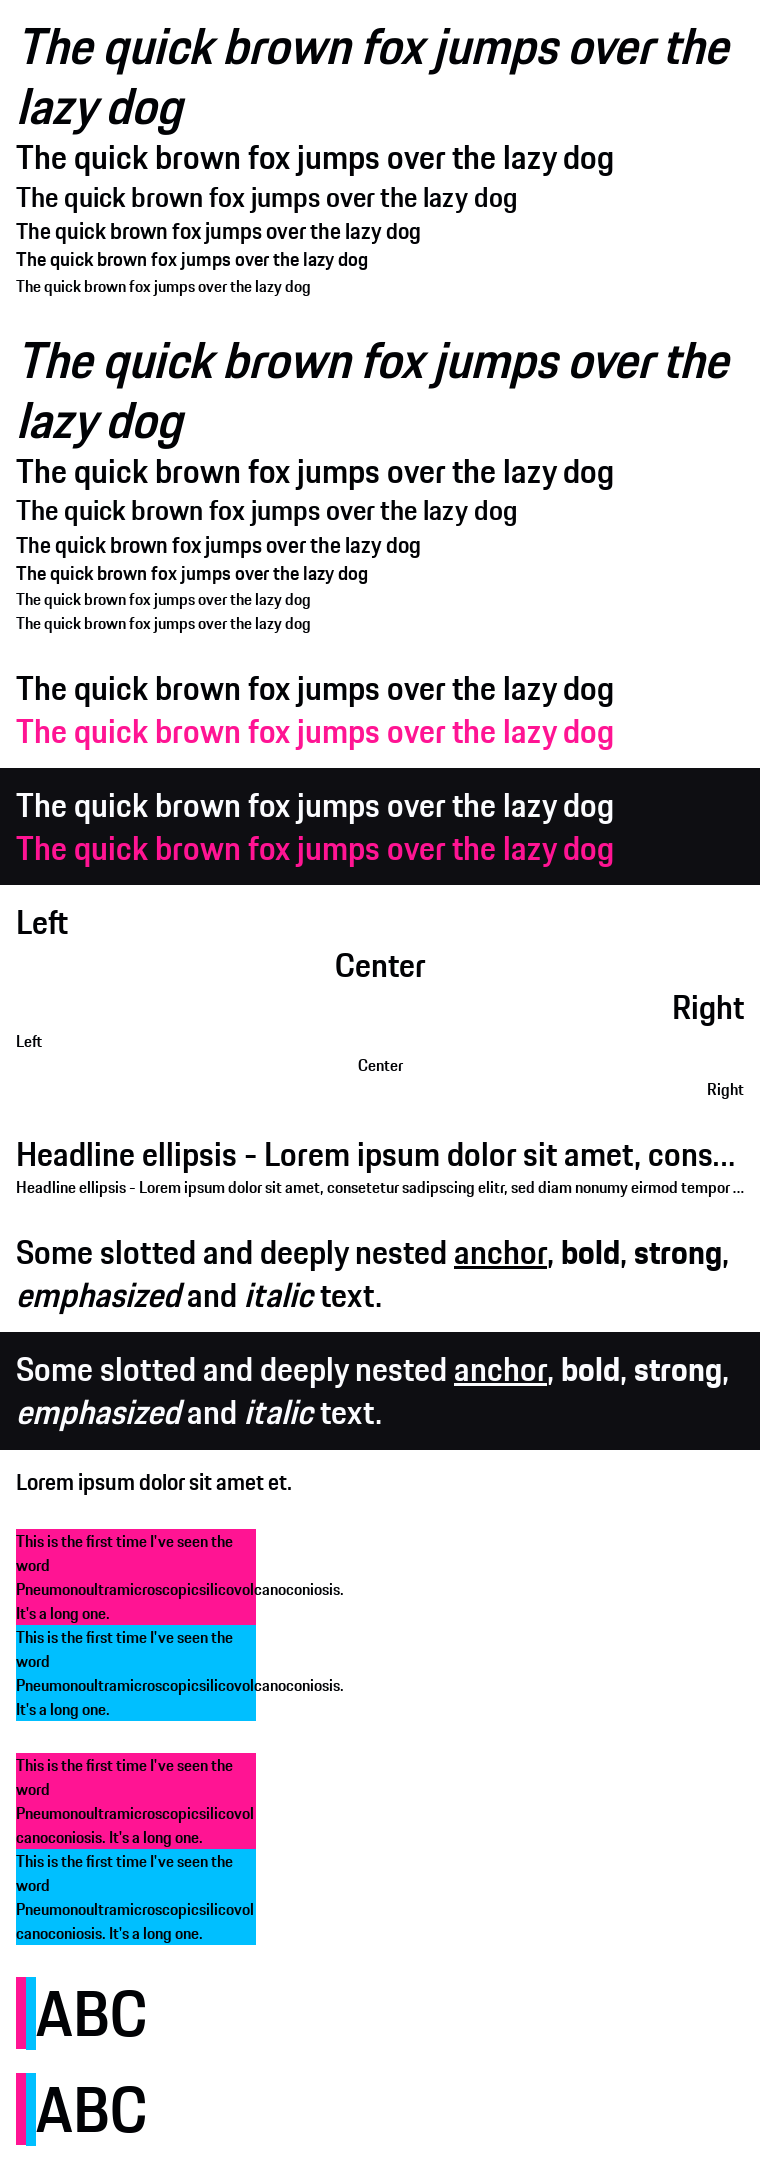 The quick brown fox jumps over the
lazy dog
The quick brown fox jumps over the lazy dog
The quick brown fox jumps over the lazy dog
The quick brown fox jumps over the lazy dog
The quick brown fox jumps over the lazy dog
The quick brown fox jumps over the lazy dog
The quick brown fox jumps over the
lazy dog
The quick brown fox jumps over the lazy dog
The quick brown fox jumps over the lazy dog
The quick brown fox jumps over the lazy dog
The quick brown fox jumps over the lazy dog
The quick brown fox jumps over the lazy dog
The quick brown fox jumps over the lazy dog
The quick brown fox jumps over the lazy dog
The quick brown fox jumps over the lazy dog
The quick brown fox jumps over the lazy dog
The quick brown fox jumps over the lazy dog
Left
Center
Right
Left
Center
Right
Headline ellipsis - Lorem ipsum dolor sit amet, cons...
Headline ellipsis - Lorem ipsum dolor sit amet, consetetur sadipscing elitr, sed diam nonumy eirmod tempor ...
Some slotted and deeply nested anchor, bold, strong,
emphasized and italic text.
Some slotted and deeply nested anchor, bold, strong,
emphasized and italic text.
Lorem ipsum dolor sit amet et.
This is the first time I've seen the
word
Pneumonoultramicroscopicsilicovolcanoconiosis.
It's a long one.
This is the first time I've seen the
word
Pneumonoultramicroscopicsilicovolcanoconiosis.
It's a long one.
This is the first time I've seen the
word
Pneumonoultramicroscopicsilicovol
canoconiosis. It's a long one.
This is the first time I've seen the
word
Pneumonoultramicroscopicsilicovol
canoconiosis. It's a long one.
ABC
ABC